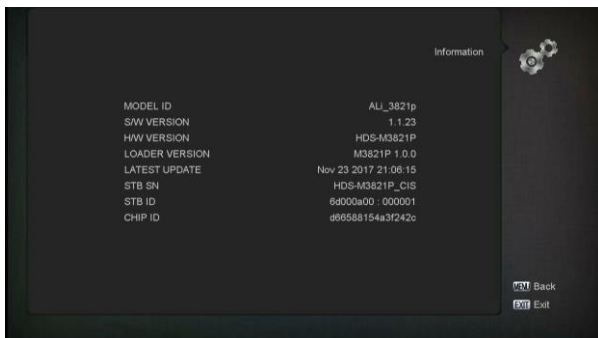 Information
MODEL ID ALi_3821p
S/W VERSION 1.1.23
H/W VERSION HDS-M3821P
LOADER VERSION M3821P 1.0.0
LATEST UPDATE Nov 23 2017 21:06:15
STB SN HDS-M3821P_CIS
STB ID 6d000a00 : 000001
CHIP ID d66588154a3f242c
MENU Back
EXIT Exit